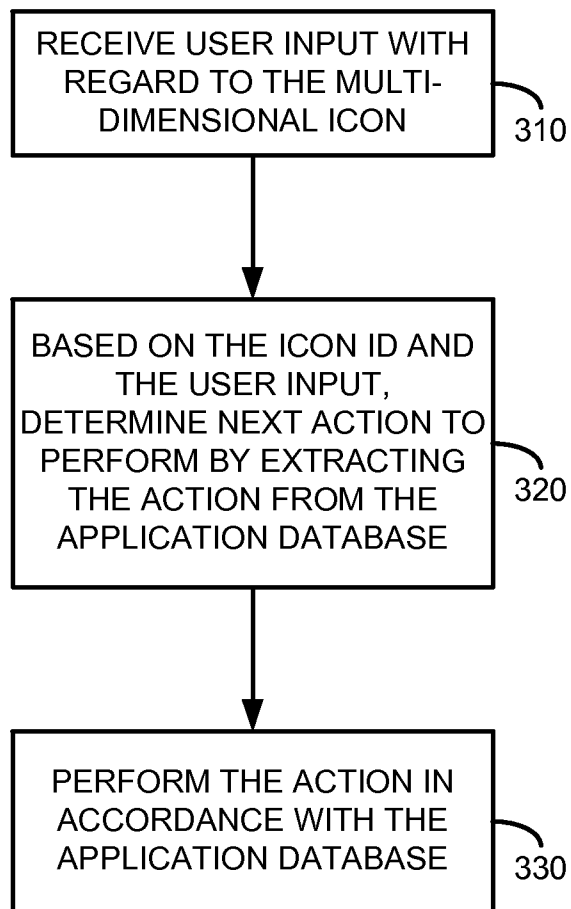 RECEIVE USER INPUT WITH
REGARD TO THE MULTI-
DIMENSIONAL ICON
310
BASED ON THE ICON ID AND
THE USER INPUT,
DETERMINE NEXT ACTION TO
PERFORM BY EXTRACTING
THE ACTION FROM THE
APPLICATION DATABASE
320
PERFORM THE ACTION IN
ACCORDANCE WITH THE
APPLICATION DATABASE
330